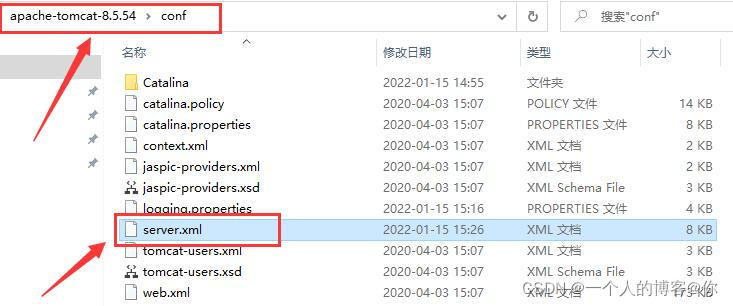 apache-tomcat-8.5.54 > conf
搜索"conf"
名称 修改日期 类型 大小
Catalina 2022-01-15 14:55 文件夹
catalina.policy 2020-04-03 15:07 POLICY 文件 14 KB
catalina.properties 2020-04-03 15:07 PROPERTIES 文件 8 KB
context.xml 2020-04-03 15:07 XML 文档 2 KB
jaspic-providers.xml 2020-04-03 15:07 XML 文档 2 KB
jaspic-providers.xsd 2020-04-03 15:07 XML Schema File 3 KB
logging.properties 2022-01-15 15:16 PROPERTIES 文件 5 KB
server.xml 2022-01-15 15:26 XML 文档 8 KB
tomcat-users.xml 2020-04-03 15:07 XML 文档 3 KB
tomcat-users.xsd 2020-04-03 15:07 XML Schema File 3 KB
web.xml 2020-04-03 15:07 XML 文档 173 KB
CSDN @一个人的博客@你